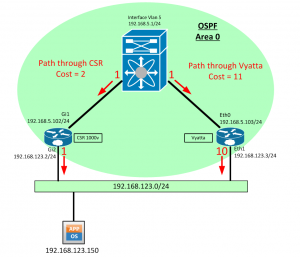 Interface Vlan 5
192.168.5.1/24
OSPF
Area 0
Path through CSR
Cost = 2
1
1
Path through Vyatta
Cost = 11
Gi1
192.168.5.102/24
Eth0
192.168.5.103/24
CSR 1000v
Vyatta
Gi2
192.168.123.2/24
1
10
Eth1
192.168.123.3/24
192.168.123.0/24
APP
OS
192.168.123.150